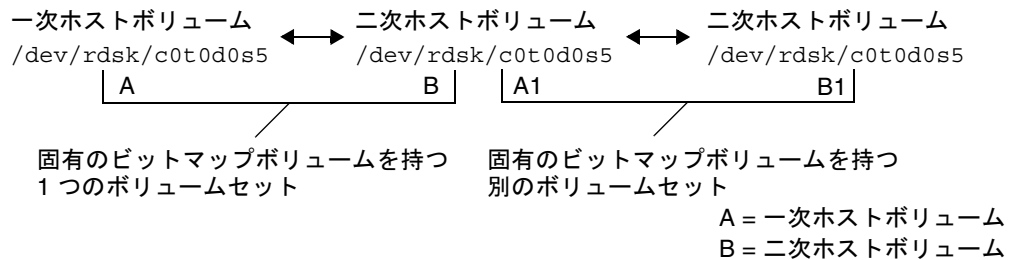 一次ホストボリューム 二次ホストボリューム 二次ホストボリューム
/dev/rdsk/c0t0d0s5 /dev/rdsk/c0t0d0s5 /dev/rdsk/c0t0d0s5
A B A1 B1
固有のビットマップボリュームを持つ
1 つのボリュームセット
固有のビットマップボリュームを持つ
別のボリュームセット
A = 一次ホストボリューム
B = 二次ホストボリューム